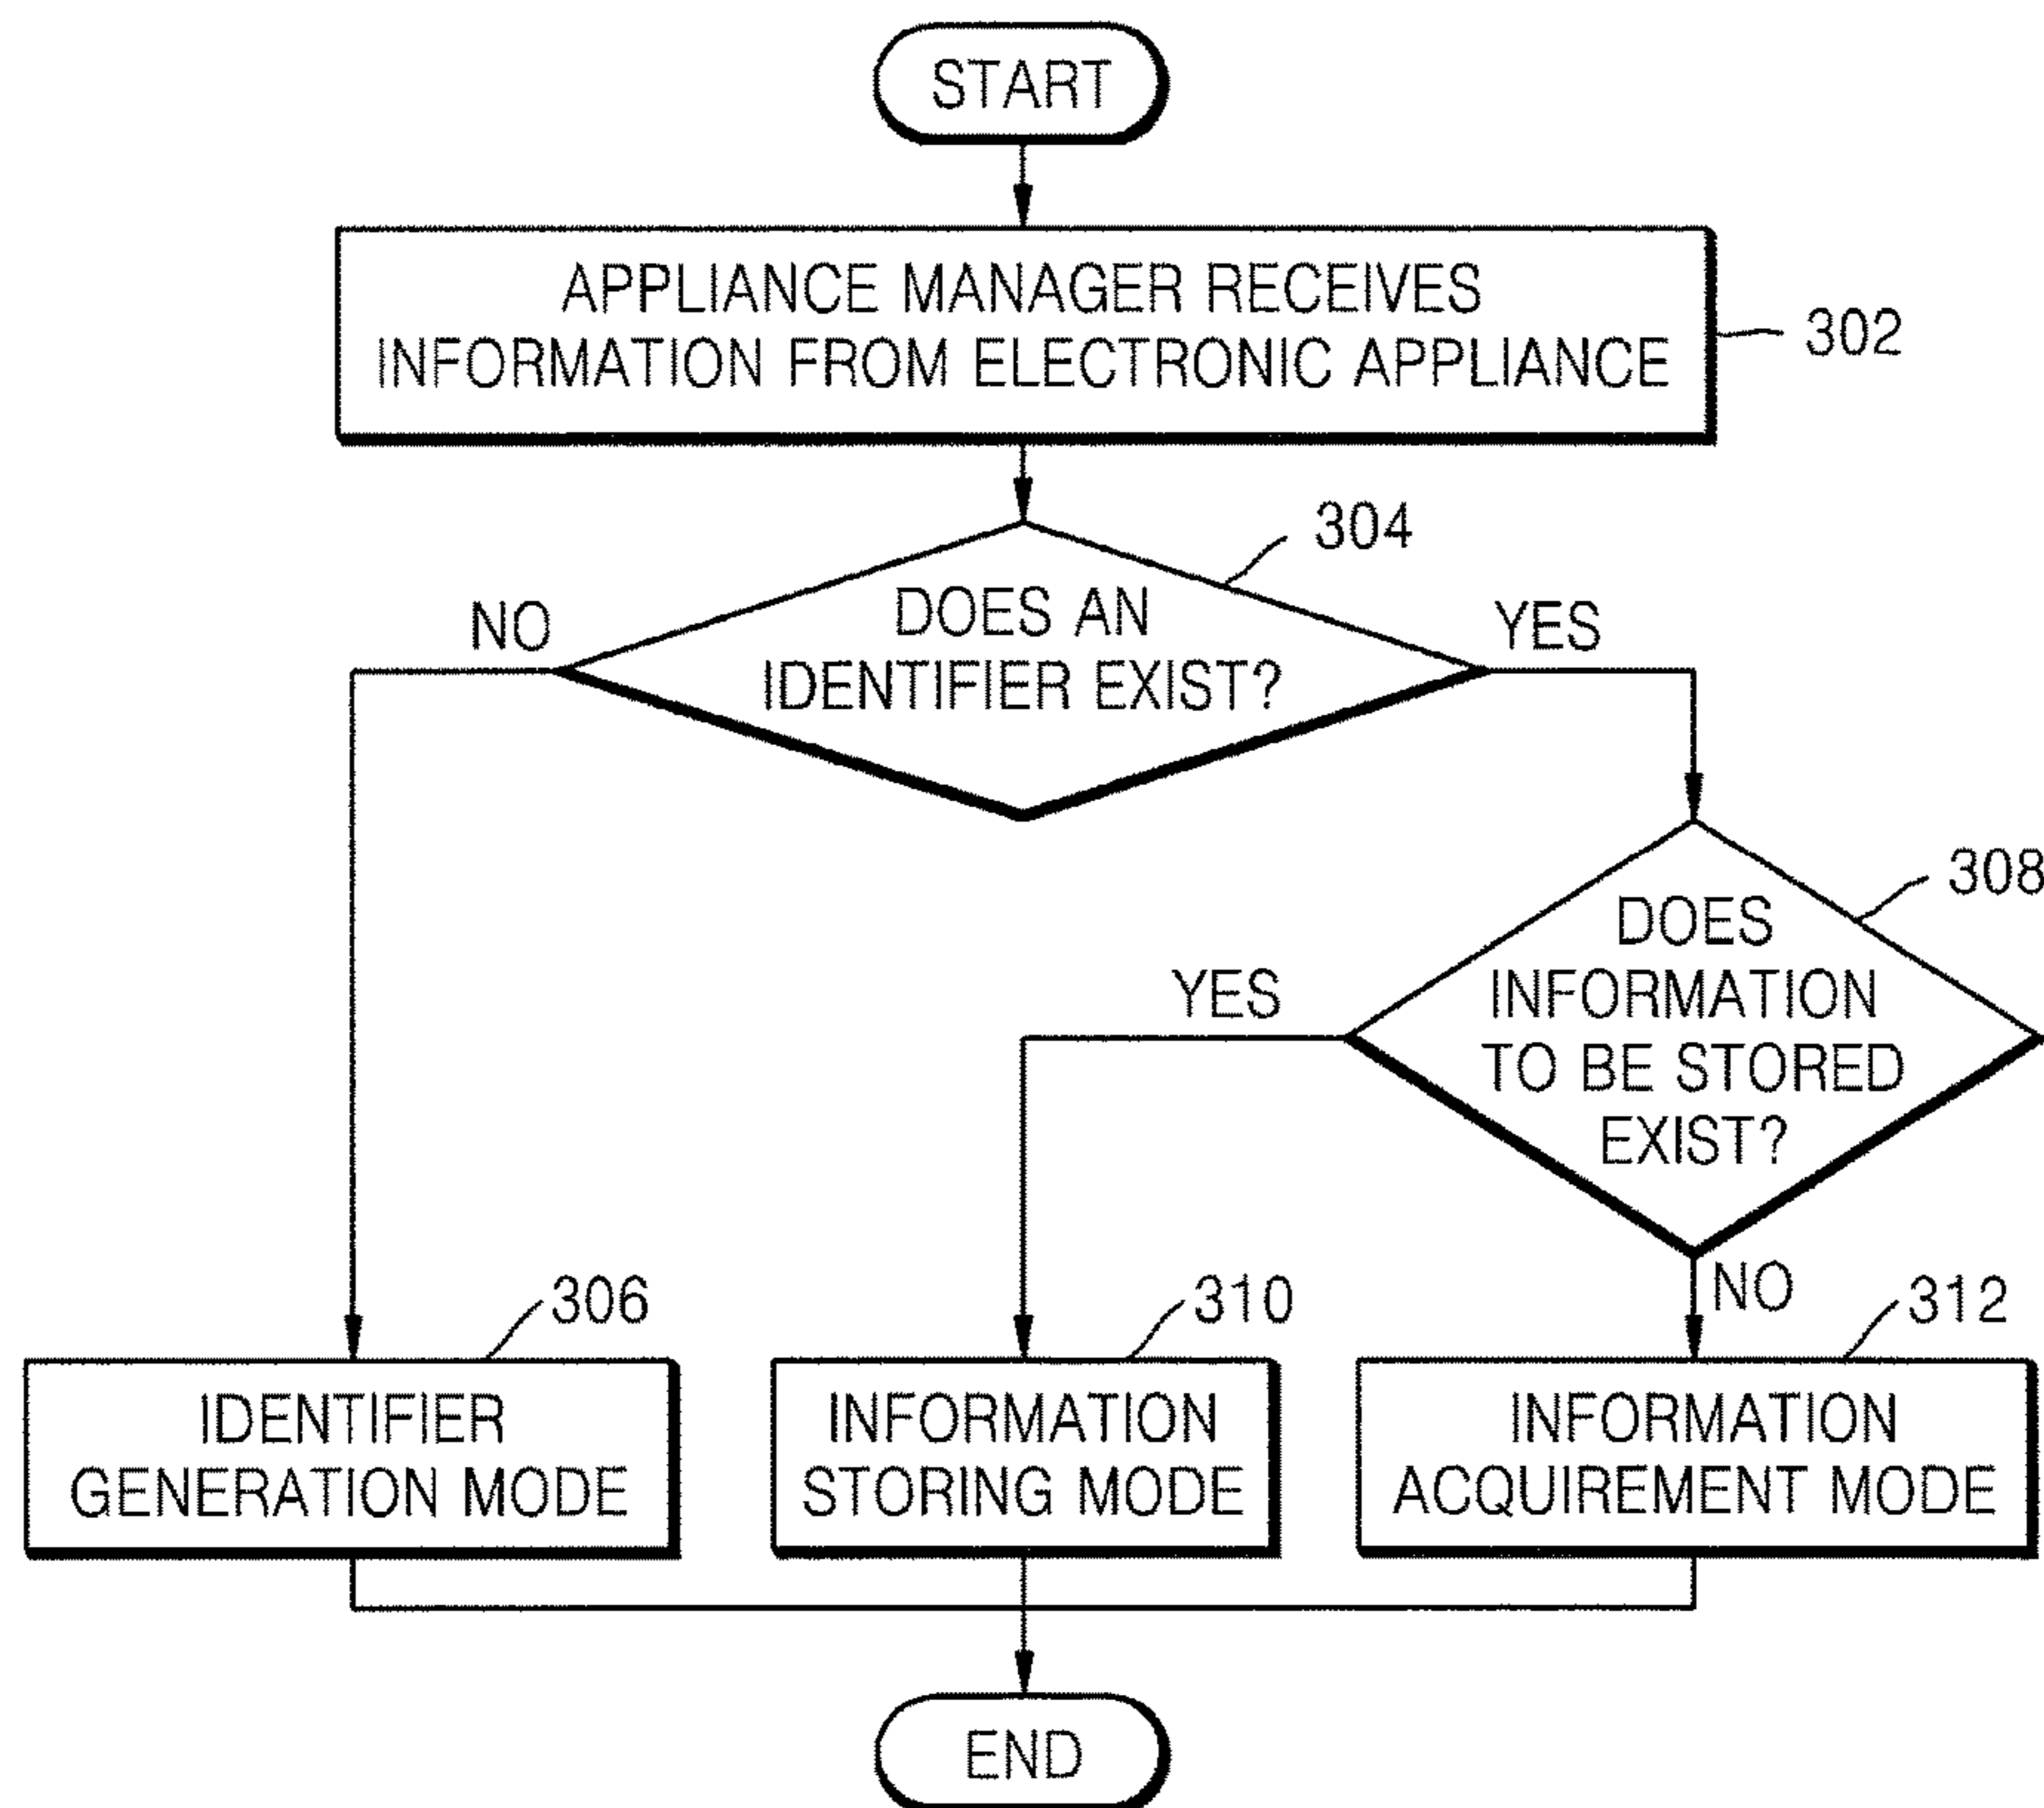 START
APPLIANCE MANAGER RECEIVES
INFORMATION FROM ELECTRONIC APPLIANCE
302
304
DOES AN
IDENTIFIER EXIST?
NO
YES
308
DOES
INFORMATION
TO BE STORED
EXIST?
YES
NO
306
310
312
IDENTIFIER
GENERATION MODE
INFORMATION
STORING MODE
INFORMATION
ACQUIREMENT MODE
END